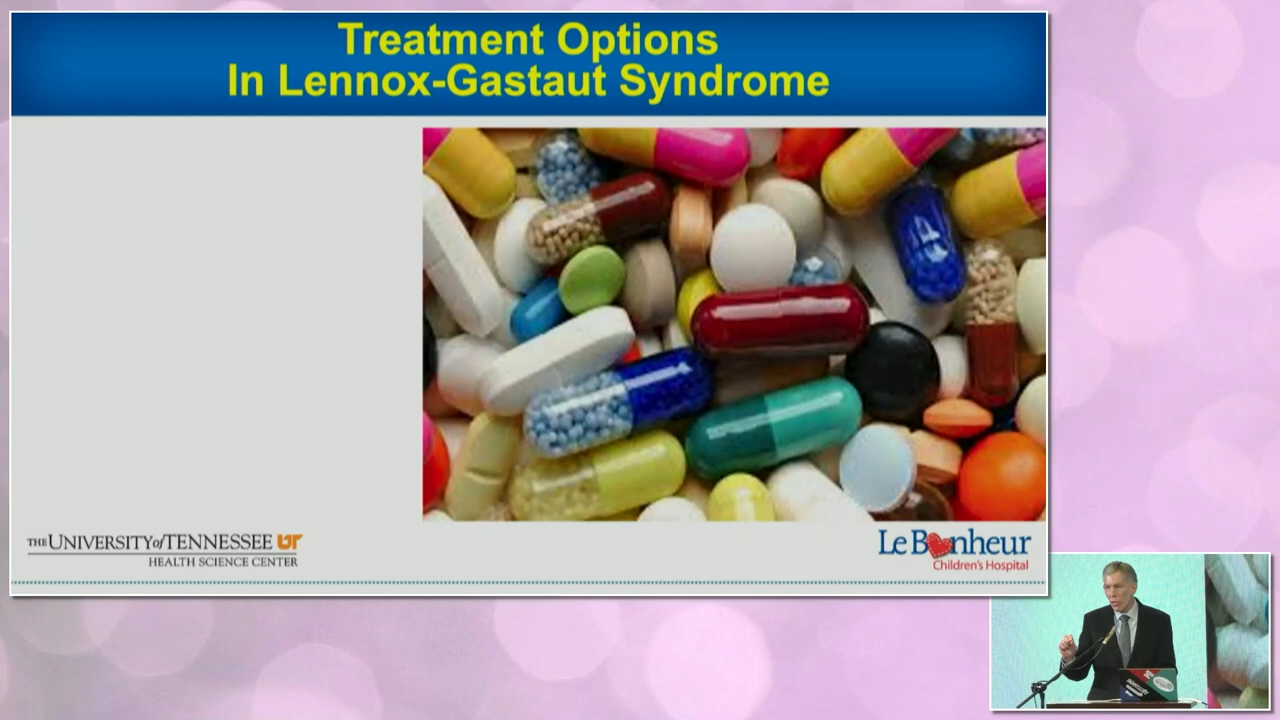 Treatment Options
In Lennox-Gastaut Syndrome
THE UNIVERSITY of TENNESSEE UT
HEALTH SCIENCE CENTER
Le Bonheur
Children's Hospital